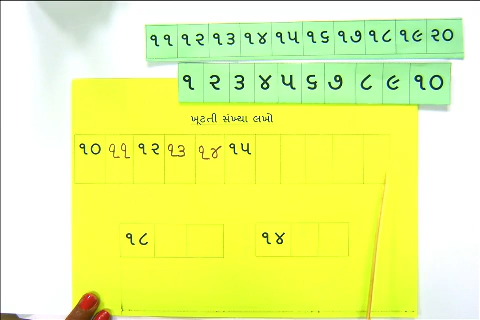 ૧૧ ૧૨ ૧૩ ૧૪ ૧૫ ૧૬ ૧૭ ૧૮ ૧૯ ૨૦
૧ ૨ ૩ ૪ ૫ ૬ ૭ ૮ ૯ ૧૦
ખૂટતી સંખ્યા લખો
૧૦ ૧૧ ૧૨ ૧૩ ૧૪ ૧૫
૧૮ ૧૪